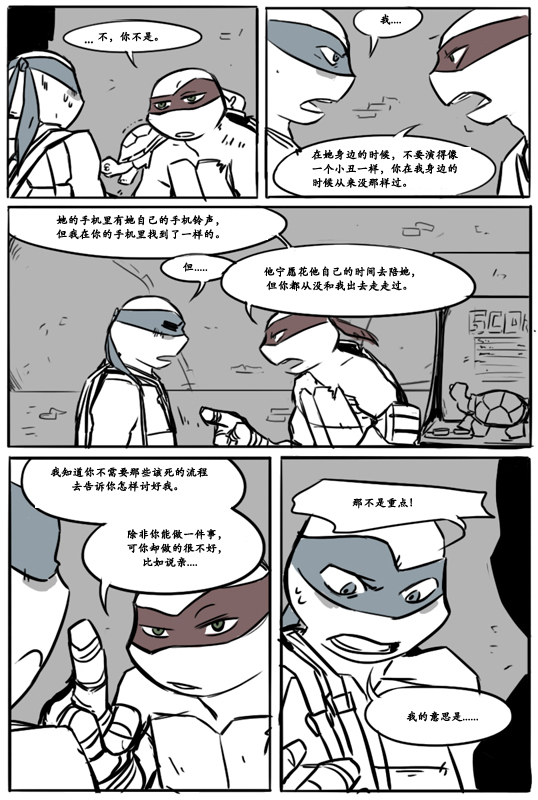 ... 不，你不是。
我....
在她身边的时候，不要演得像
一个小丑一样，你在我身边的
时候从来没那样过。
她的手机里有她自己的手机铃声，
但我在你的手机里找到了一样的。
但.....
他宁愿花他自己的时间去陪她，
但你都从没和我出去走走过。
我知道你不需要那些该死的流程
去告诉你怎样讨好我。
除非你能做一件事，
可你却做的很不好，
比如说亲....
那不是重点！
我的意思是......